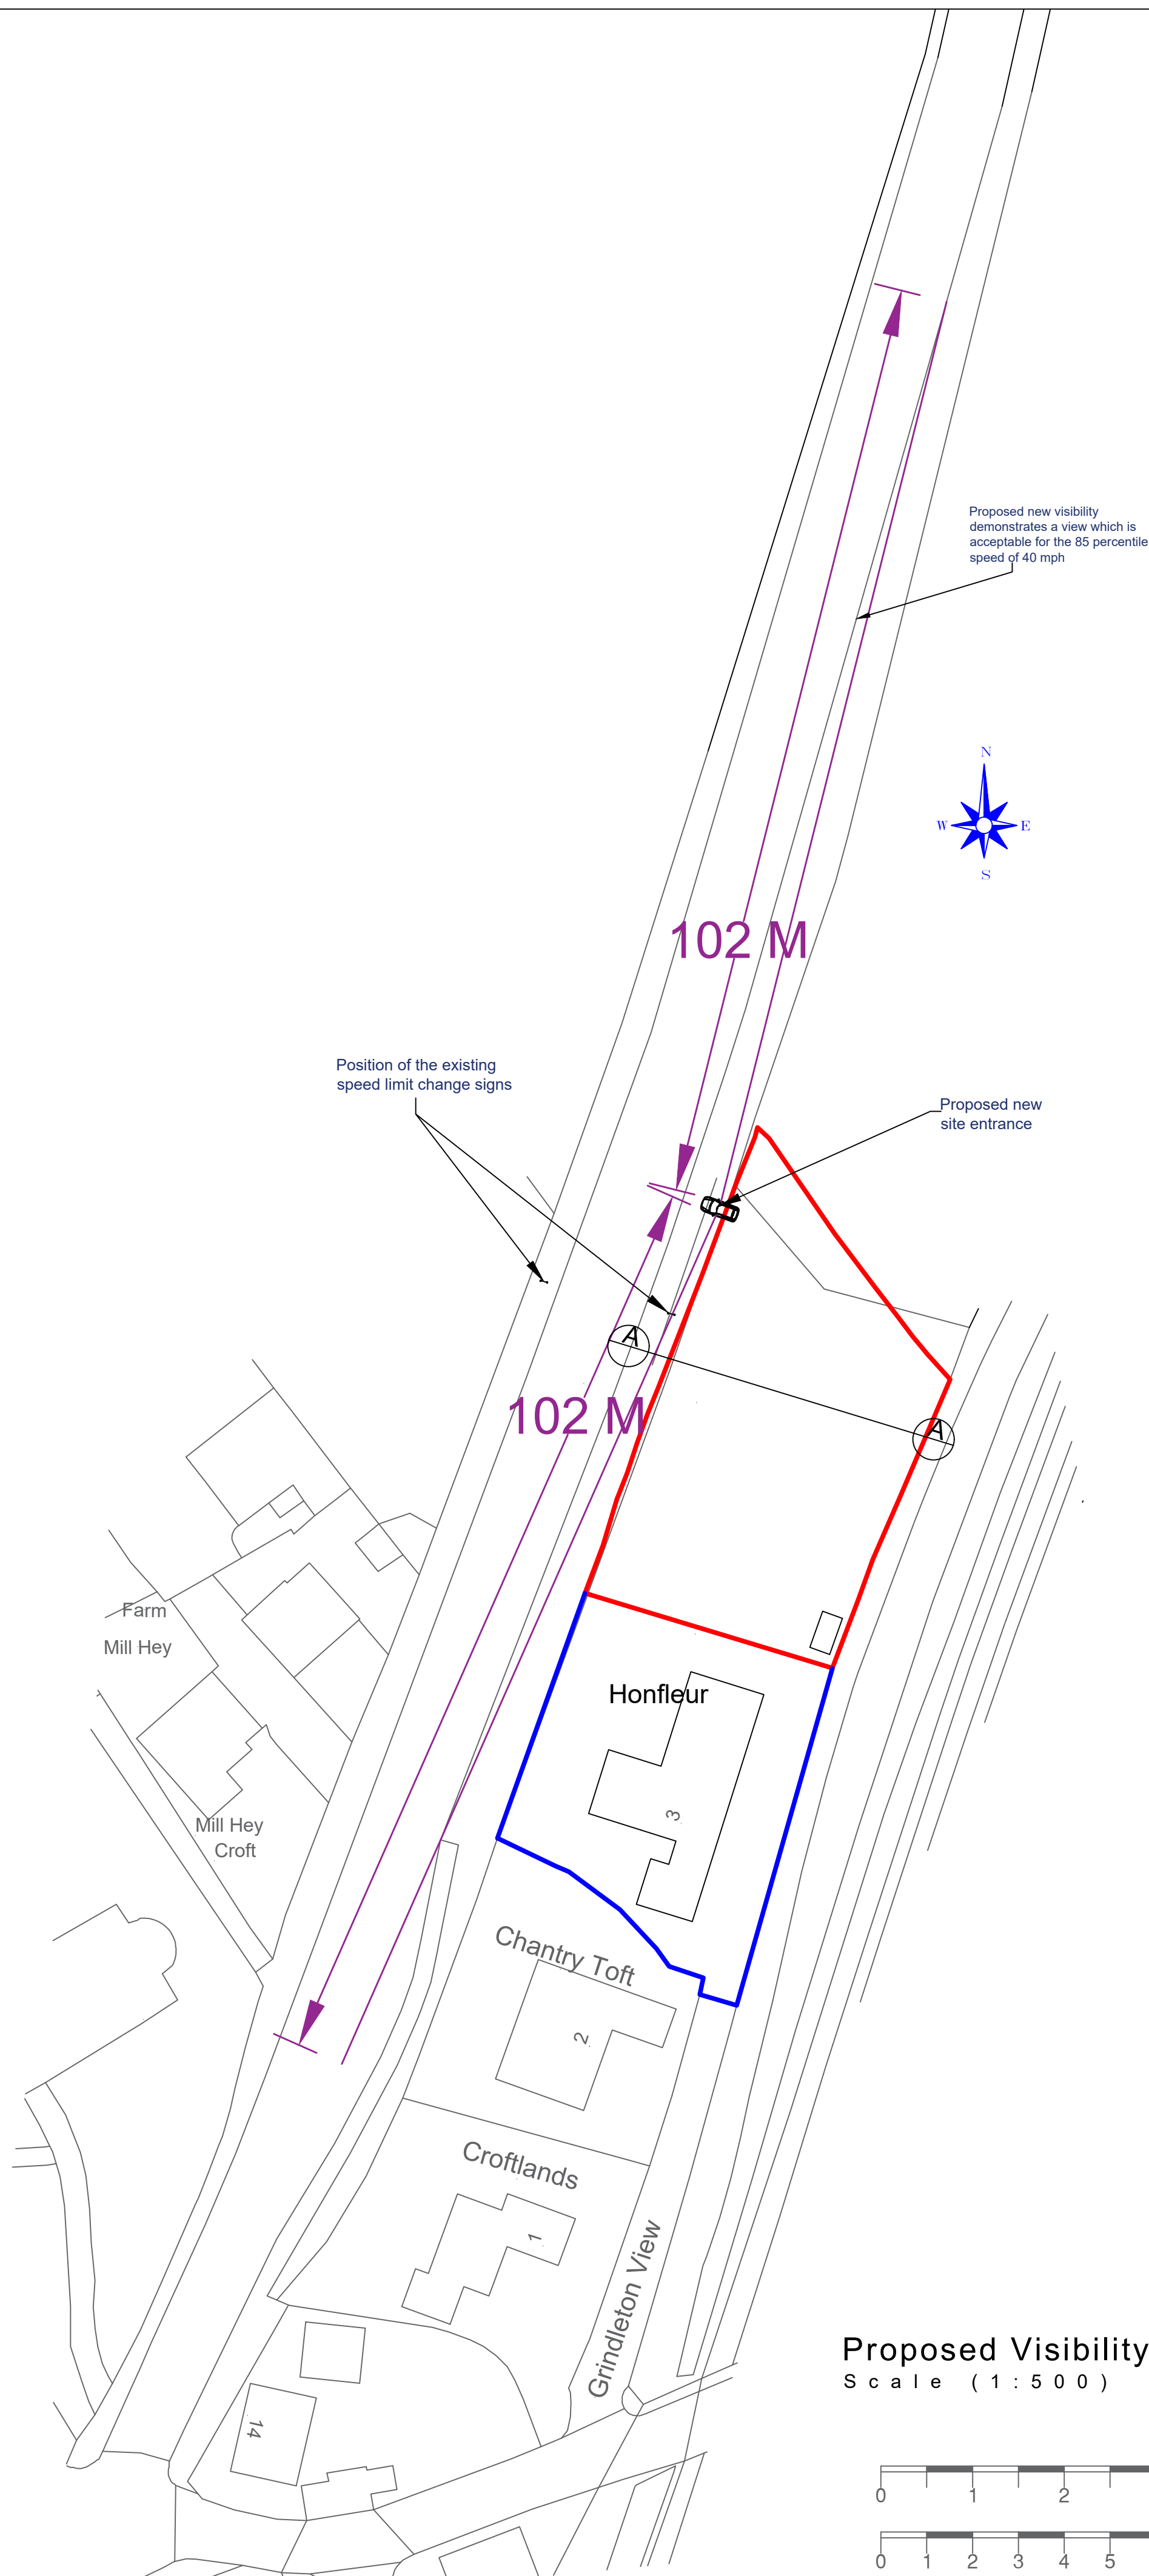 Proposed new visibility
demonstrates a view which is
acceptable for the 85 percentile
speed of 40 mph
N
W E
S
102 M
Position of the existing
speed limit change signs
Proposed new
site entrance
A
A
102 M
Farm
Mill Hey
Honfleur
3
Mill Hey
Croft
Chantry Toft
2
Croftlands
1
Grindleton View
14
Proposed Visibility
Scale (1:500)
0 1 2
0 1 2 3 4 5